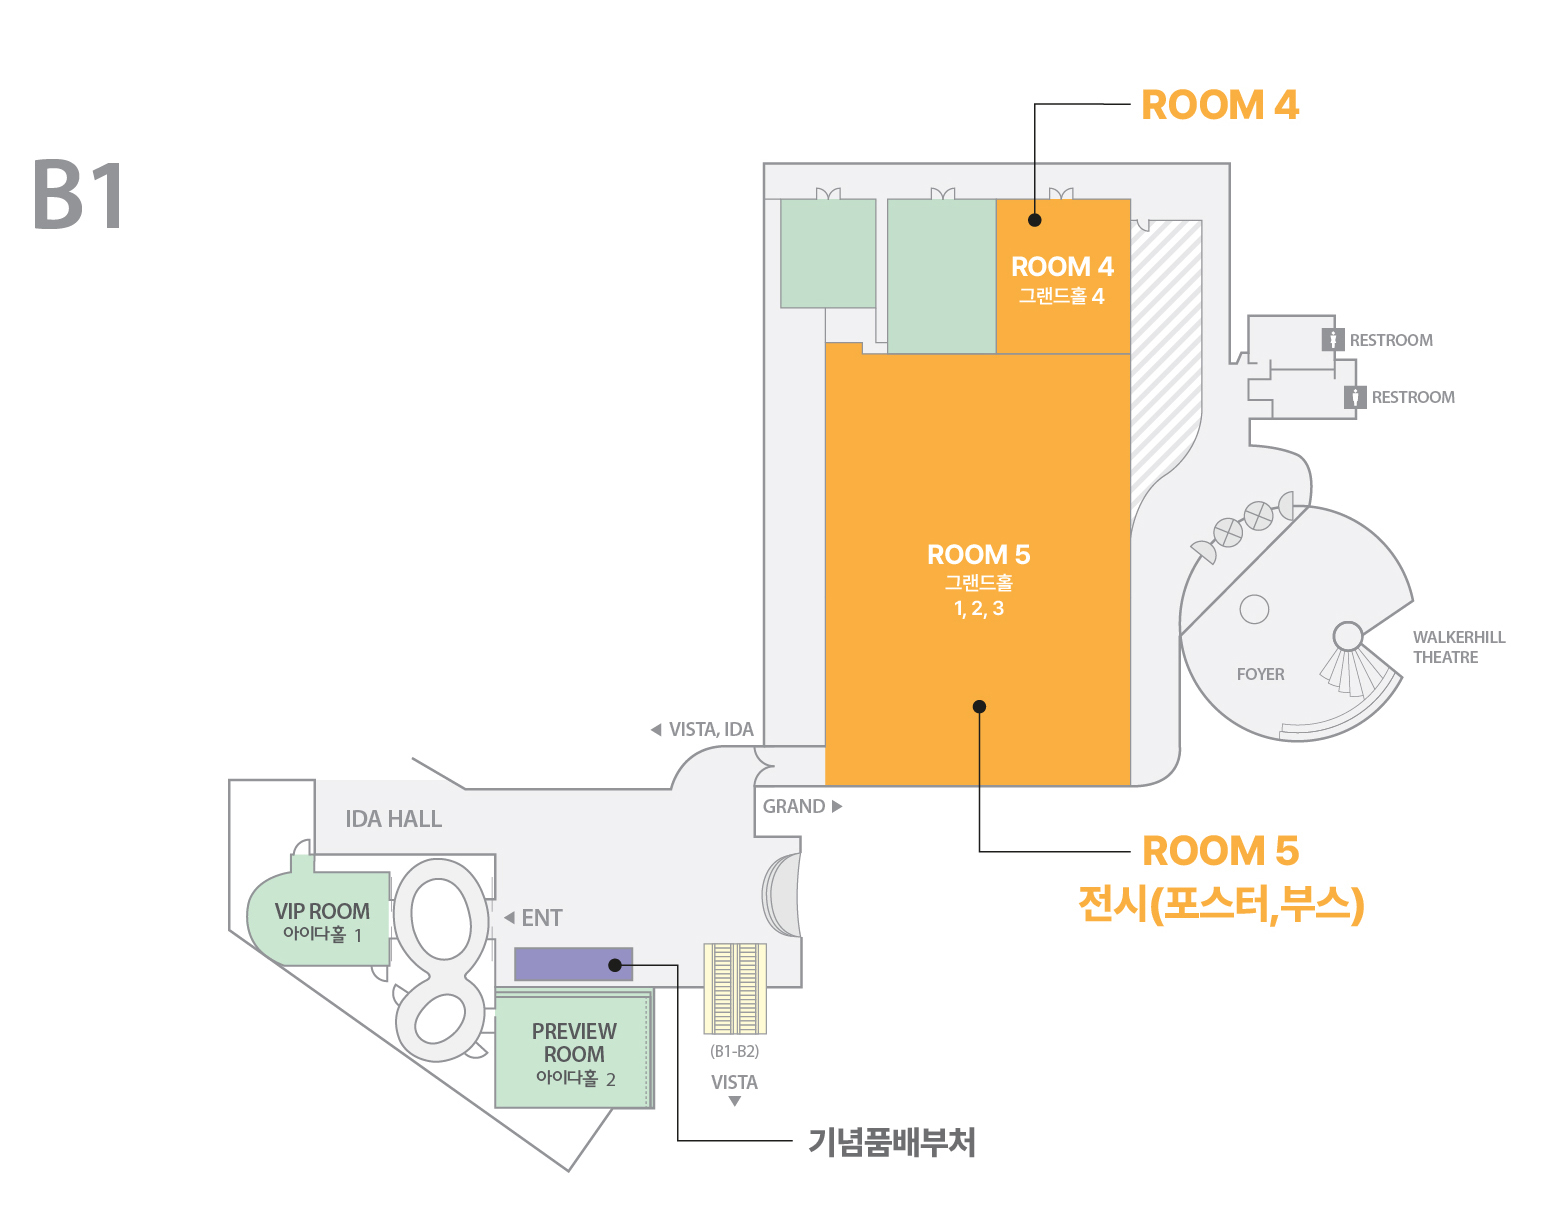 B1
ROOM 4
ROOM 4
그랜드홀 4
RESTROOM
RESTROOM
ROOM 5
그랜드홀
1, 2, 3
WALKERHILL
THEATRE
FOYER
VISTA, IDA
GRAND
IDA HALL
ROOM 5
전시(포스터,부스)
VIP ROOM
아이다홀 1
ENT
PREVIEW
ROOM
아이다홀 2
(B1-B2)
VISTA
기념품배부처